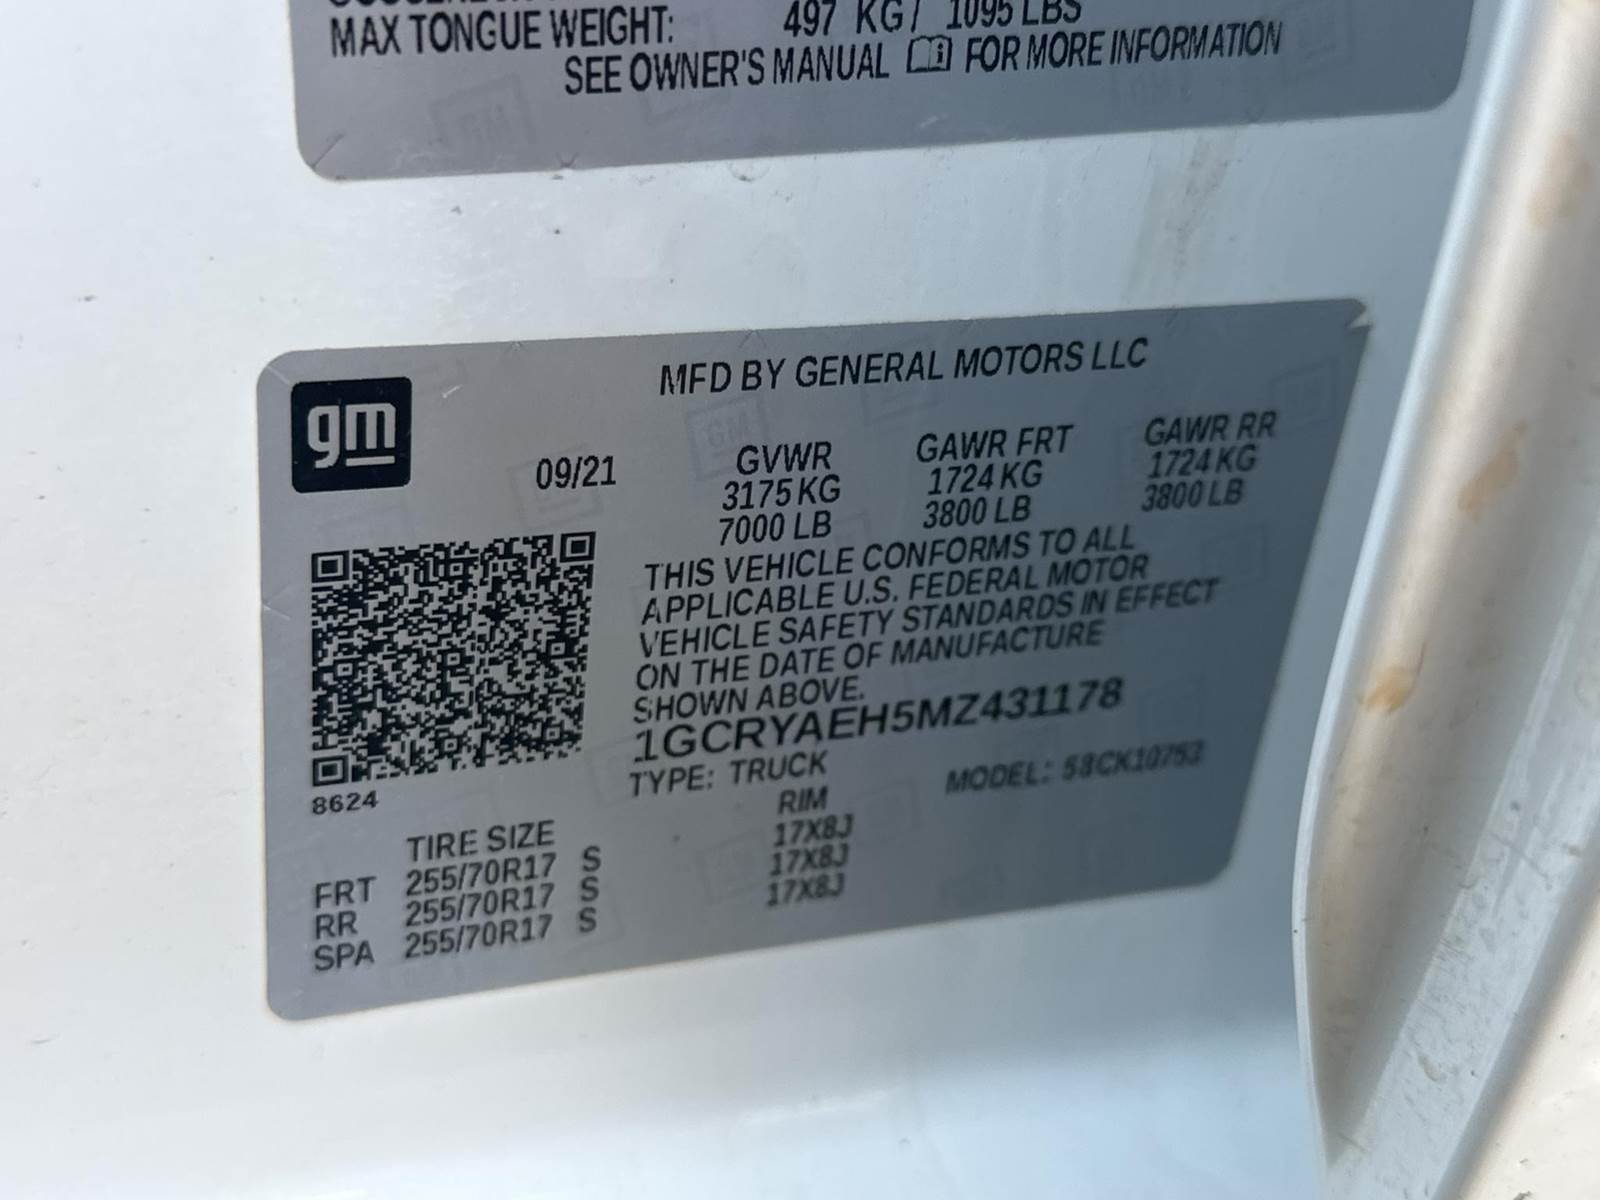 MAX TONGUE WEIGHT: 497 KG / 1095 LBS
SEE OWNER'S MANUAL FOR MORE INFORMATION
gm
MFD BY GENERAL MOTORS LLC
09/21 GVWR GAWR FRT GAWR RR
3175 KG 1724 KG 1724 KG
7000 LB 3800 LB 3800 LB
THIS VEHICLE CONFORMS TO ALL
APPLICABLE U.S. FEDERAL MOTOR
VEHICLE SAFETY STANDARDS IN EFFECT
ON THE DATE OF MANUFACTURE
SHOWN ABOVE.
1GCRYAEH5MZ431178
TYPE: TRUCK MODEL: 58CK10753
8624
TIRE SIZE RIM
FRT 255/70R17 S 17X8J
RR 255/70R17 S 17X8J
SPA 255/70R17 S 17X8J